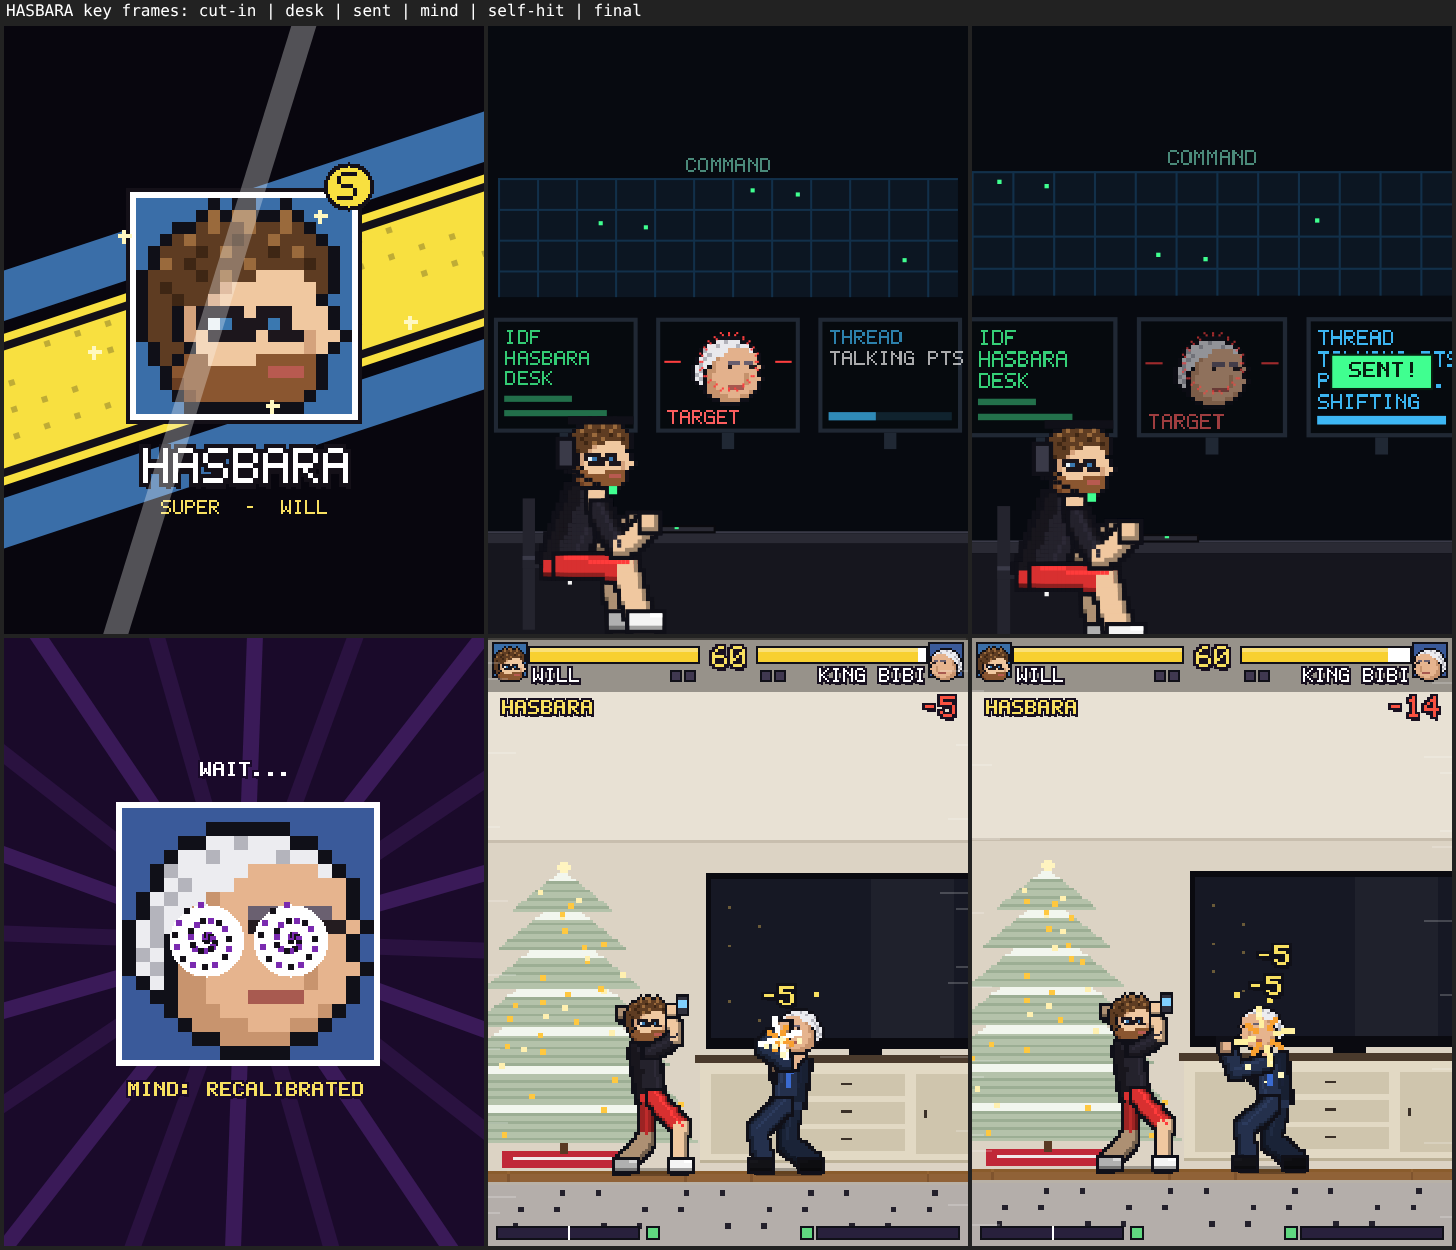 HASBARA key frames: cut-in | desk | sent | mind | self-hit | final
S
HASBARA
SUPER - WILL
COMMAND
IDF
HASBARA
DESK
TARGET
THREAD
TALKING PTS
COMMAND
IDF
HASBARA
DESK
TARGET
THREAD
SENT!
SHIFTING
WAIT...
MIND: RECALIBRATED
60
WILL
KING BIBI
HASBARA
-5
-5
60
WILL
KING BIBI
HASBARA
-14
-5
-5